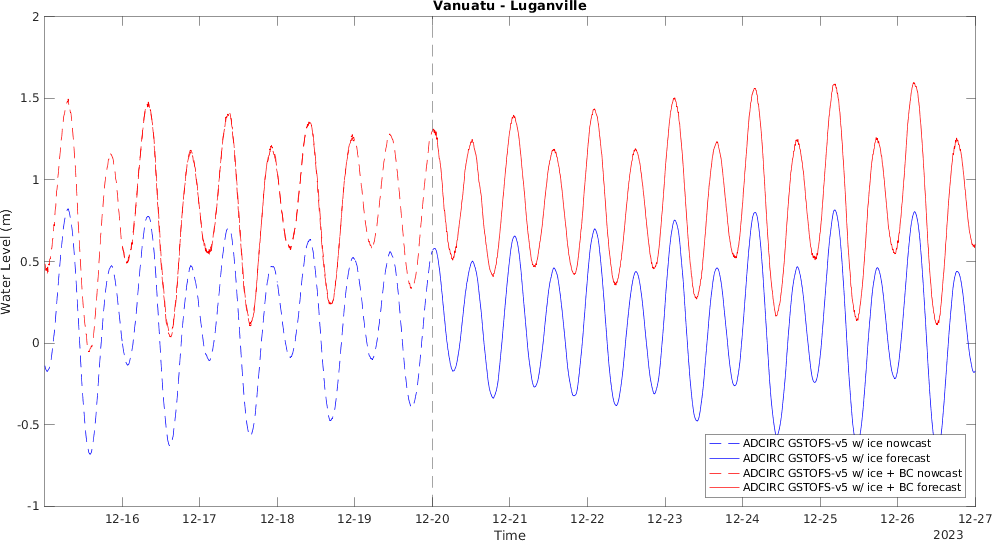 Vanuatu - Luganville
2
1.5
1
0.5
0
-0.5
-1
Water Level (m)
ADCIRC GSTOFS-v5 w/ ice nowcast
ADCIRC GSTOFS-v5 w/ ice forecast
ADCIRC GSTOFS-v5 w/ ice + BC nowcast
ADCIRC GSTOFS-v5 w/ ice + BC forecast
12-16 12-17 12-18 12-19 12-20 12-21 12-22 12-23 12-24 12-25 12-26 12-27
Time
2023